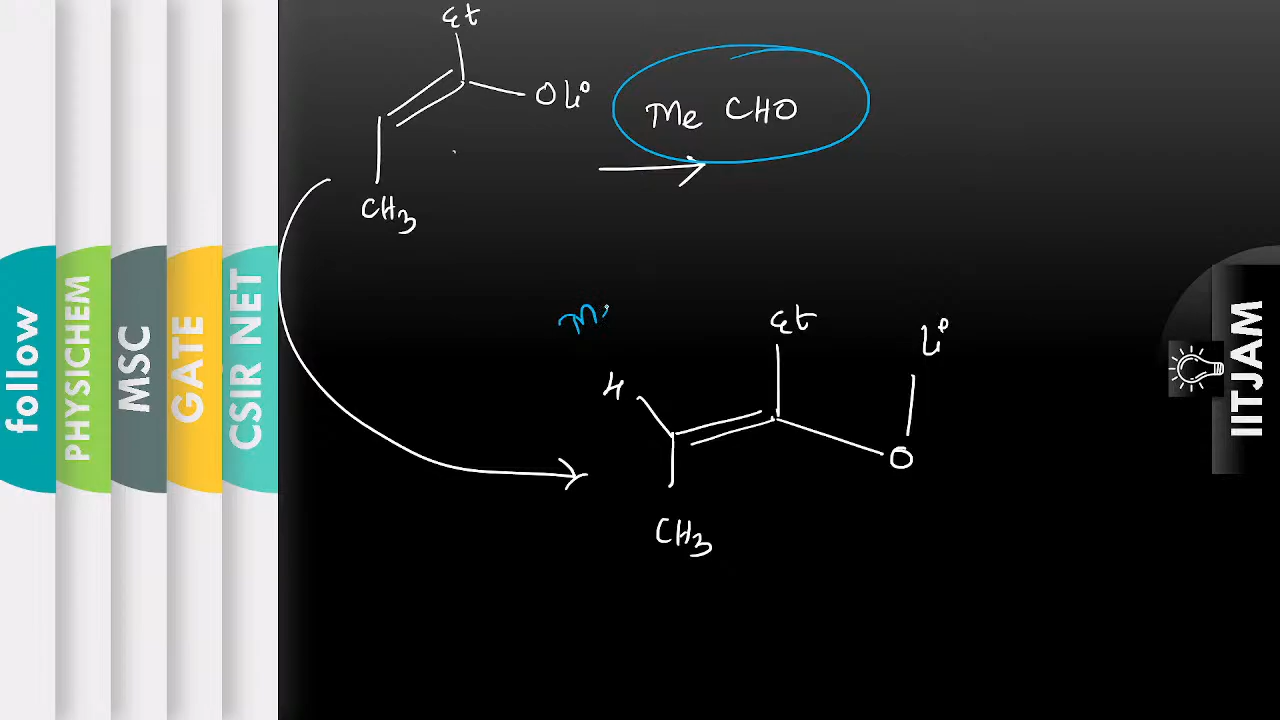 follow
PHYSICHEM
MSC
GATE
CSIR NET
Et
OLi
CH3
Me CHO
M
H
Et
Li
O
CH3
IITJAM